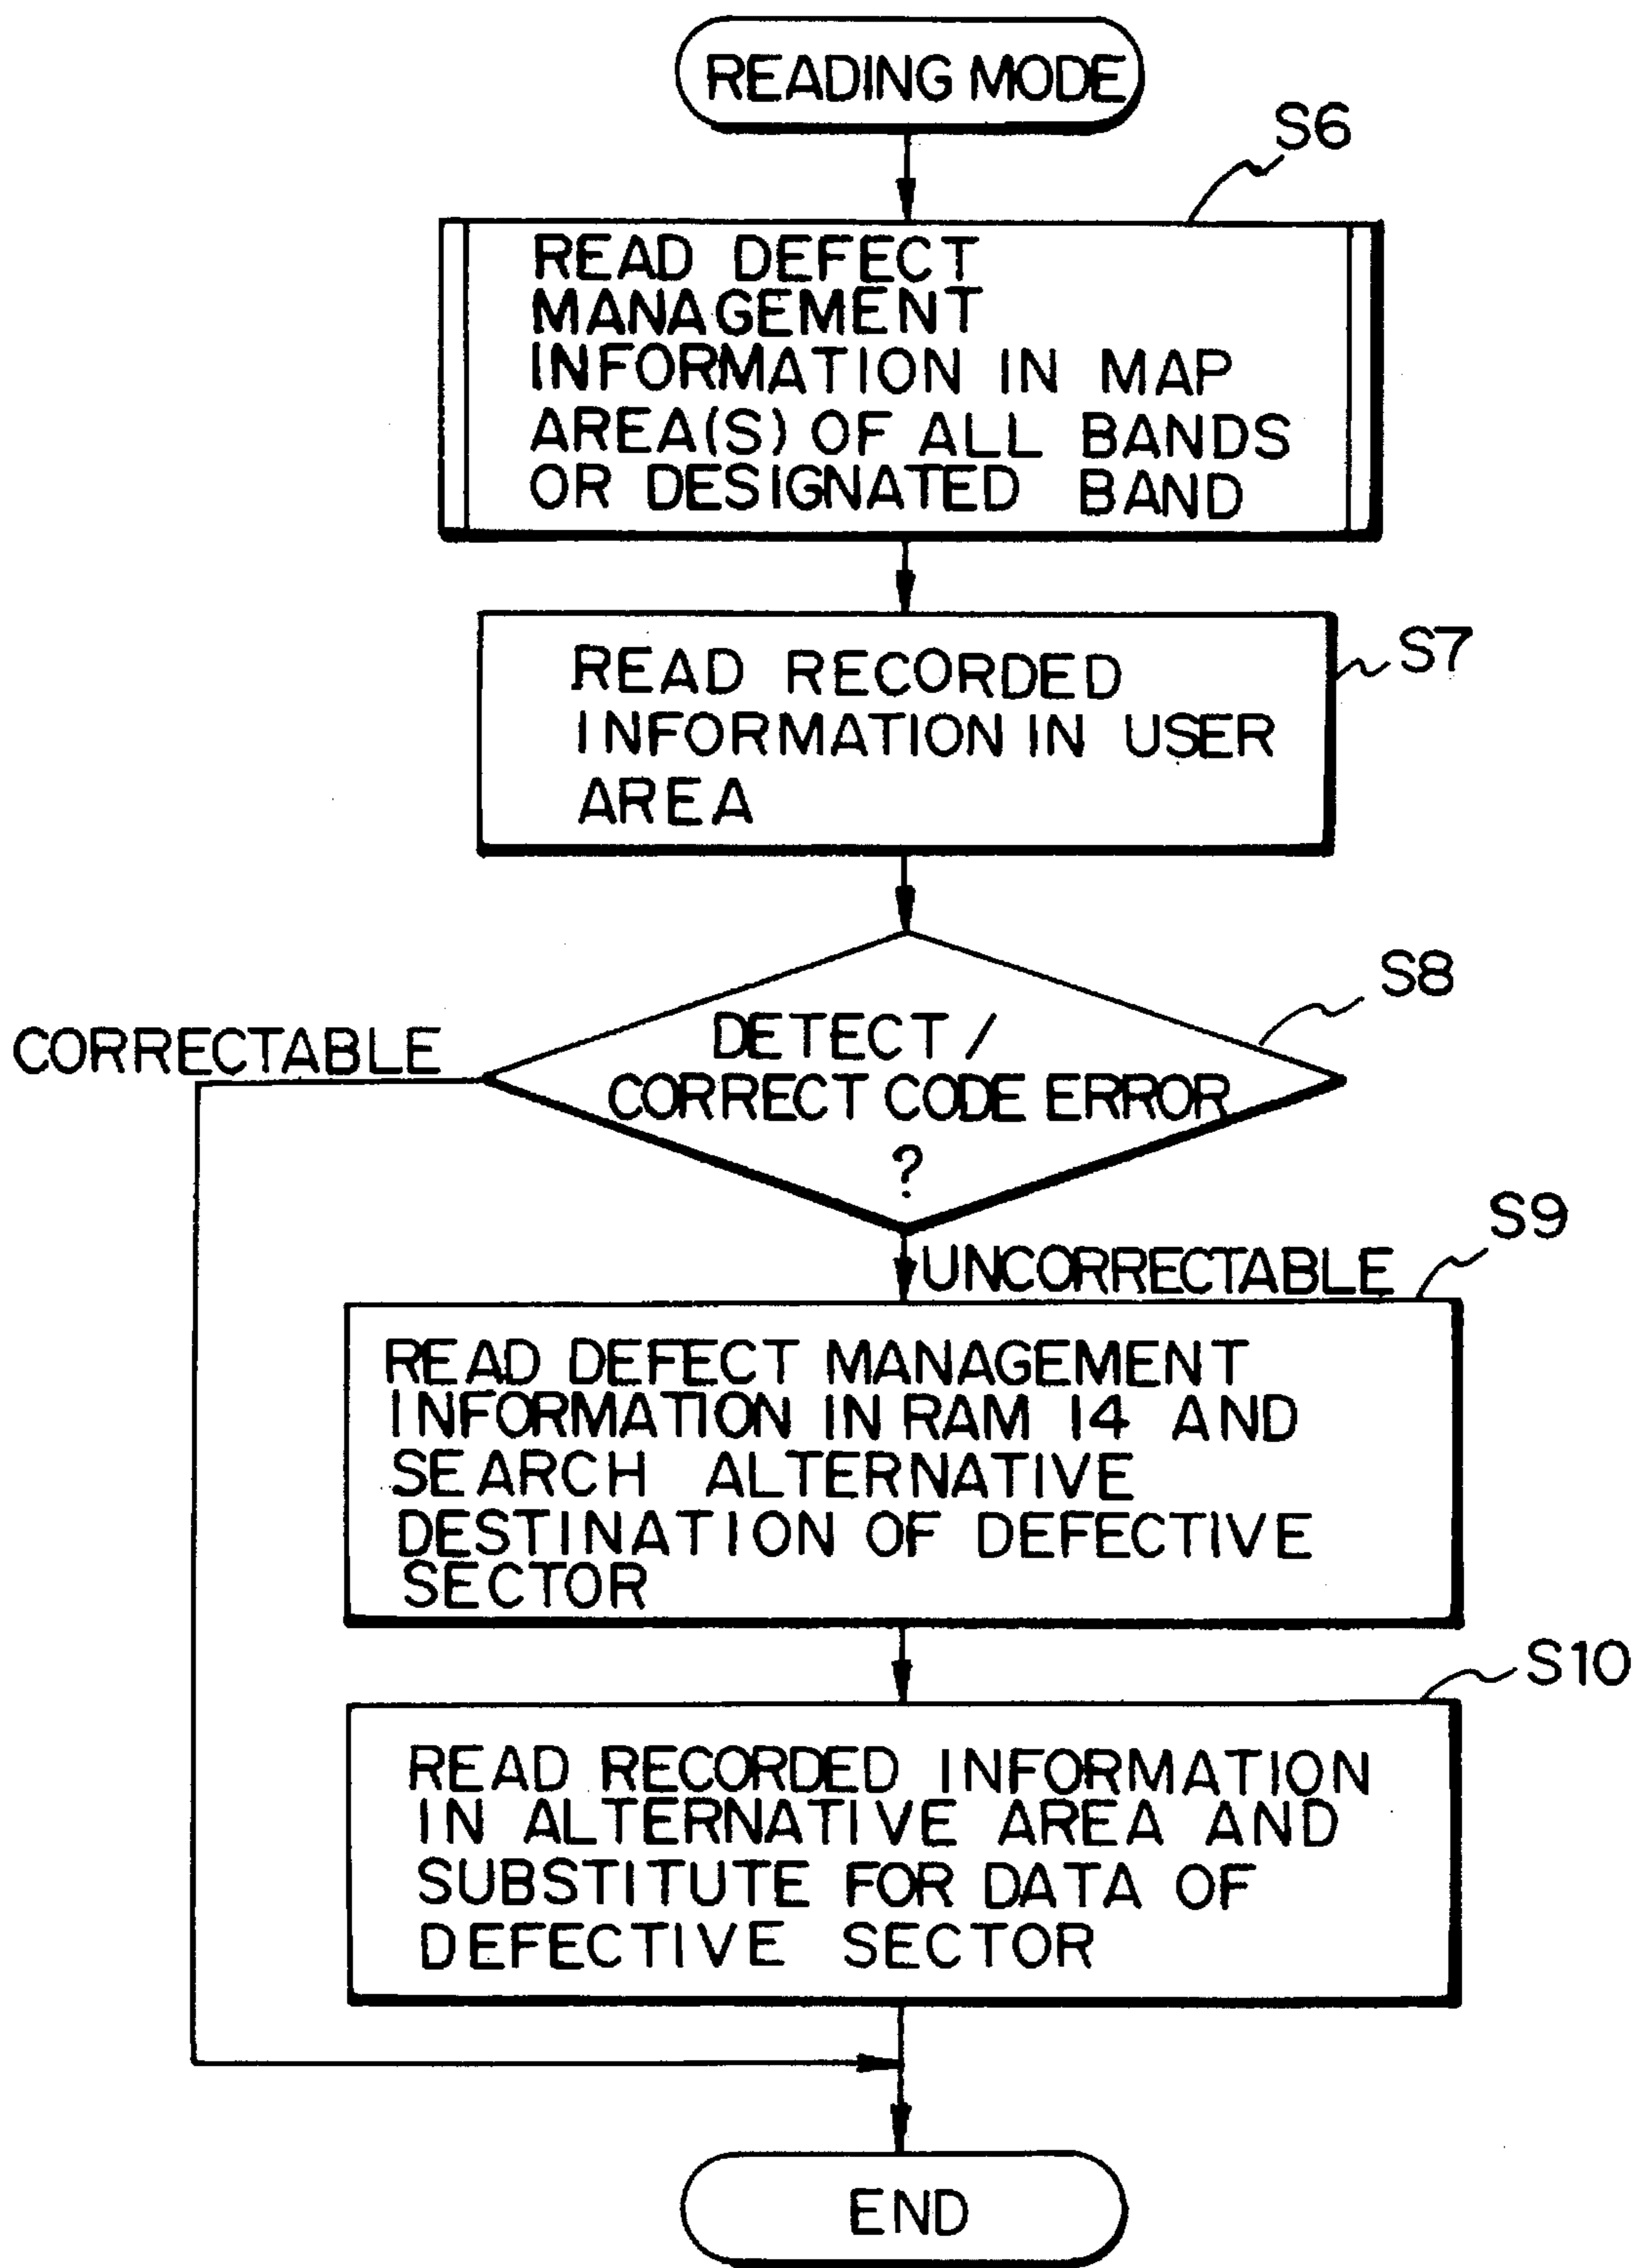 READING MODE
S6
READ DEFECT
MANAGEMENT
INFORMATION IN MAP
AREA(S) OF ALL BANDS
OR DESIGNATED BAND
S7
READ RECORDED
INFORMATION IN USER
AREA
S8
CORRECTABLE
DETECT /
CORRECT CODE ERROR
?
S9
UNCORRECTABLE
READ DEFECT MANAGEMENT
INFORMATION IN RAM 14 AND
SEARCH ALTERNATIVE
DESTINATION OF DEFECTIVE
SECTOR
S10
READ RECORDED INFORMATION
IN ALTERNATIVE AREA AND
SUBSTITUTE FOR DATA OF
DEFECTIVE SECTOR
END